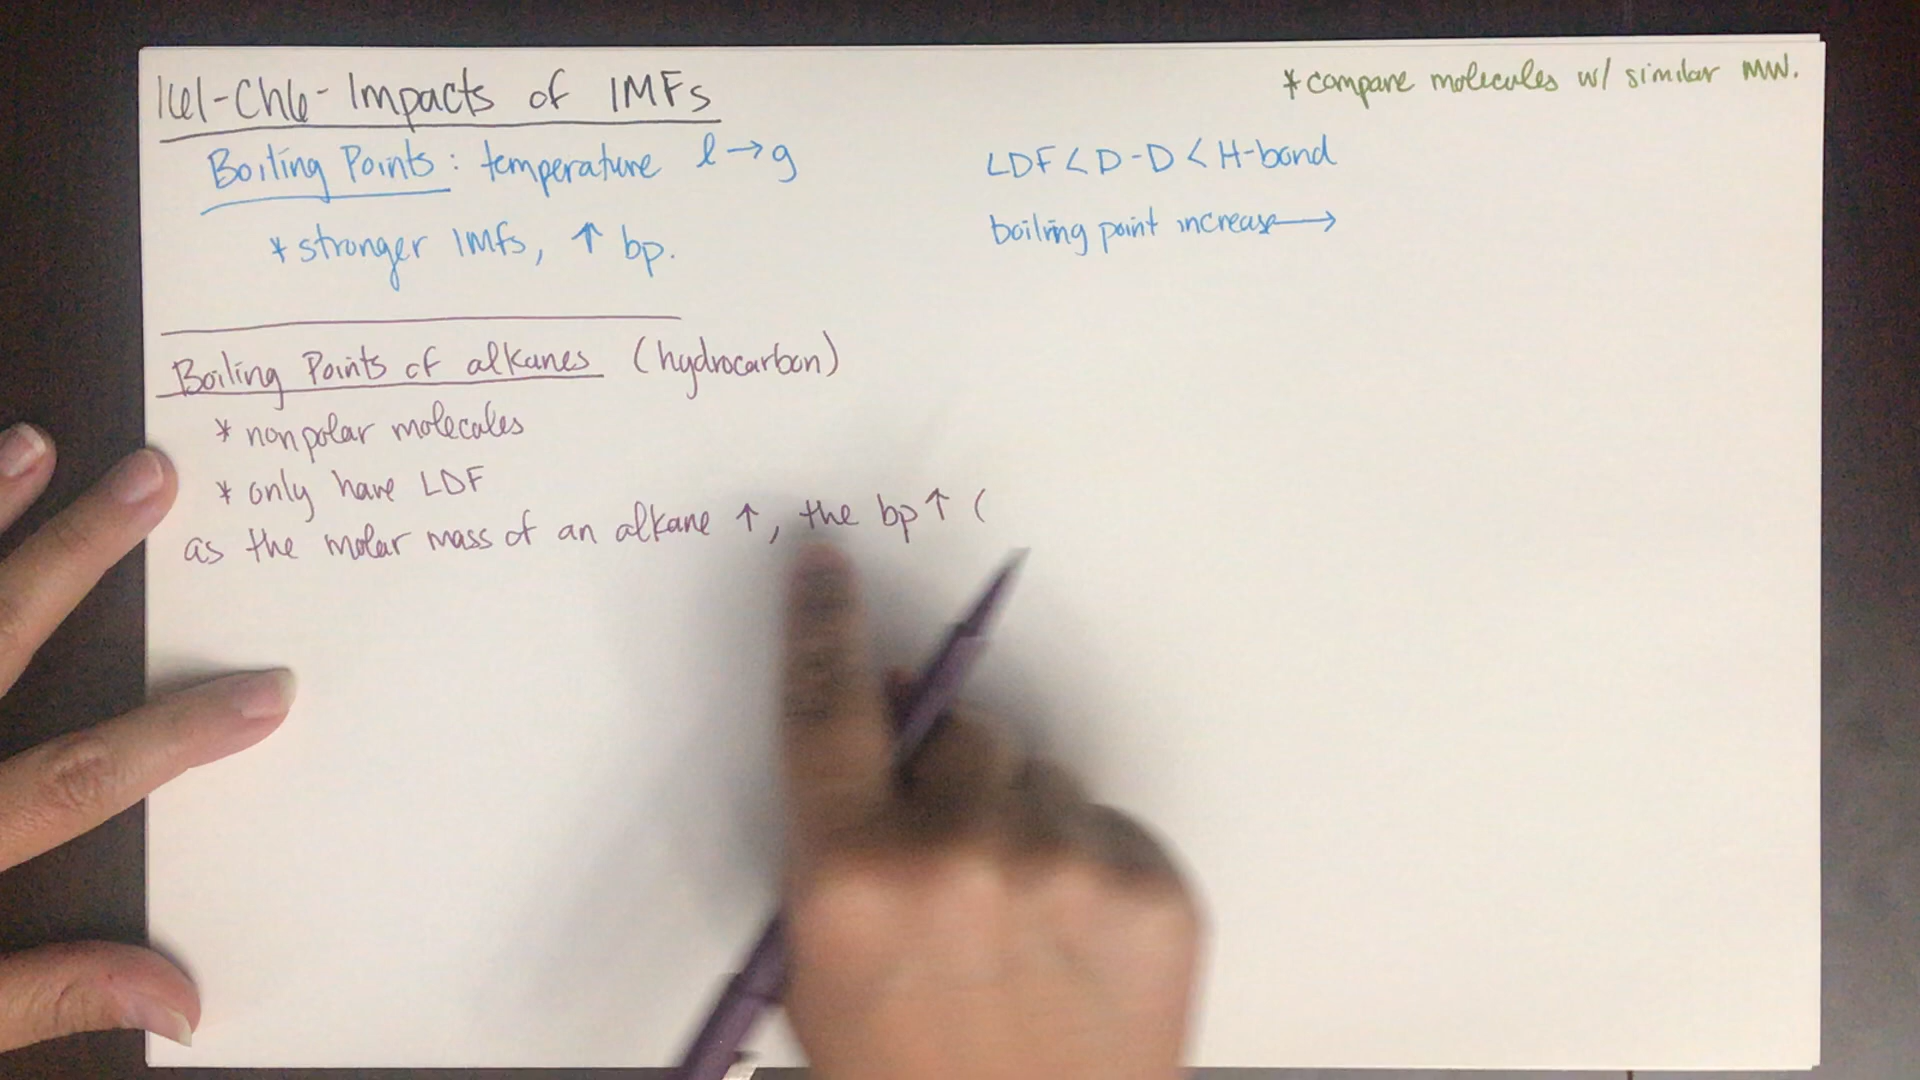 161-Ch6-Impacts of IMFs
*compare molecules w/ similar MW.
Boiling Points: temperature l→g
LDF<D-D<H-bond
* stronger IMFs, ↑ bp.
boiling point increase→
Boiling Points of alkanes (hydrocarbon)
* nonpolar molecules
* only have LDF
as the molar mass of an alkane ↑, the bp↑ (